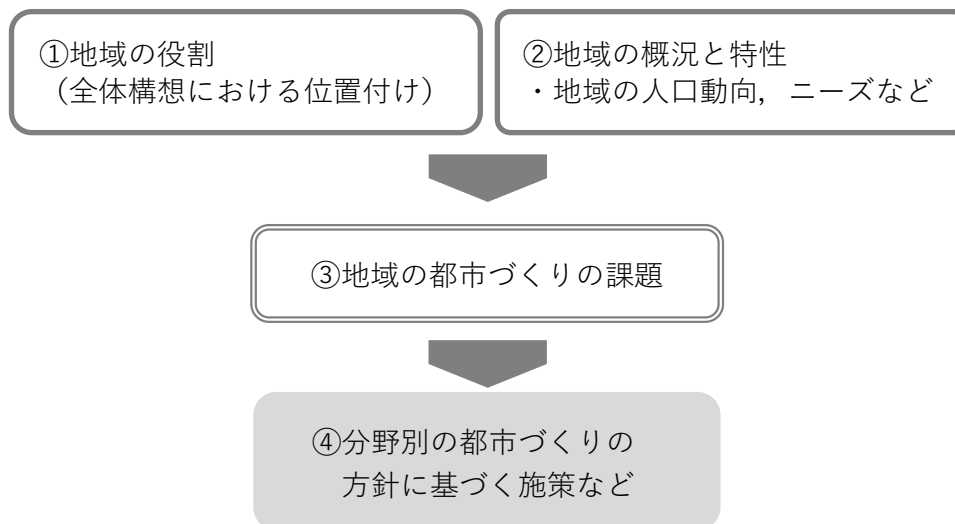 ①地域の役割
（全体構想における位置付け）
②地域の概況と特性
・地域の人口動向，ニーズなど
③地域の都市づくりの課題
④分野別の都市づくりの
方針に基づく施策など